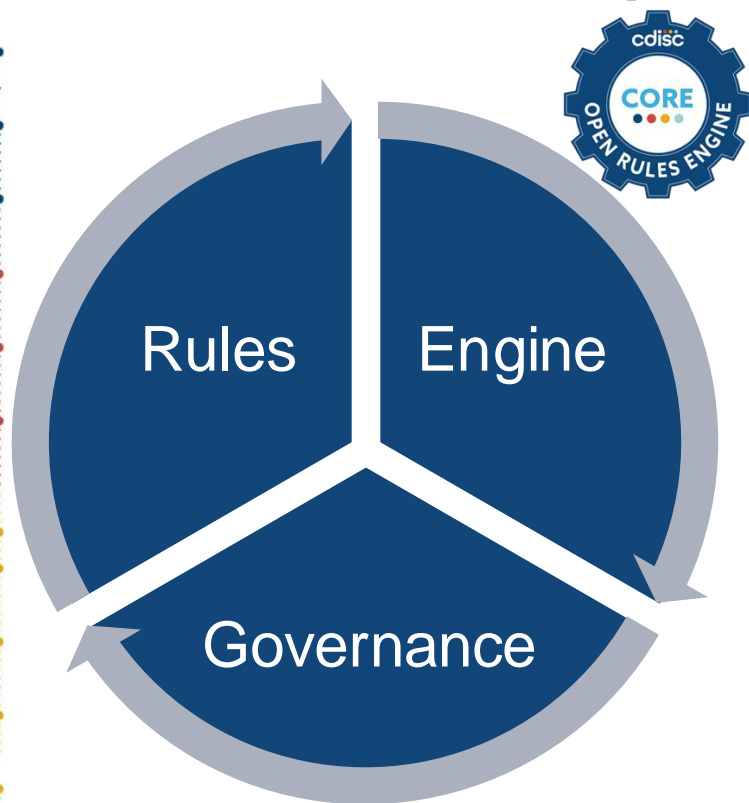 cdisc
CORE
OPEN RULES ENGINE
Rules
Engine
Governance